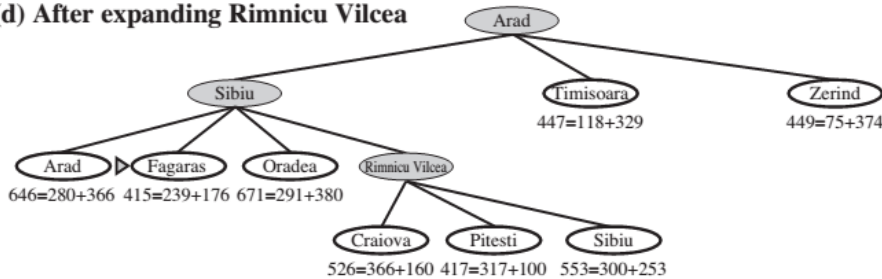 d) After expanding Rimnicu Vilcea
Arad
Sibiu
Timisoara
Zerind
447=118+329
449=75+374
Arad
Fagaras
Oradea
Rimnicu Vilcea
646=280+366
415=239+176
671=291+380
Craiova
Pitesti
Sibiu
526=366+160
417=317+100
553=300+253